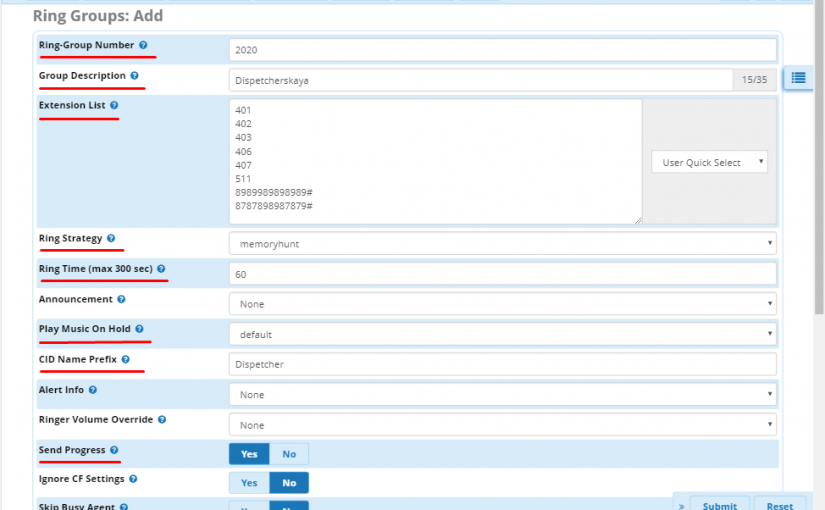 Ring Groups: Add
Ring-Group Number
2020
Group Description
Dispetcherskaya
15/35
Extension List
401
402
403
406
407
511
8989989898989#
8787898987879#
User Quick Select
Ring Strategy
memoryhunt
Ring Time (max 300 sec)
60
Announcement
None
Play Music On Hold
default
CID Name Prefix
Dispetcher
Alert Info
None
Ringer Volume Override
None
Send Progress
Yes No
Ignore CF Settings
Yes No
Skip Busy Agent
Yes No
» Submit Reset